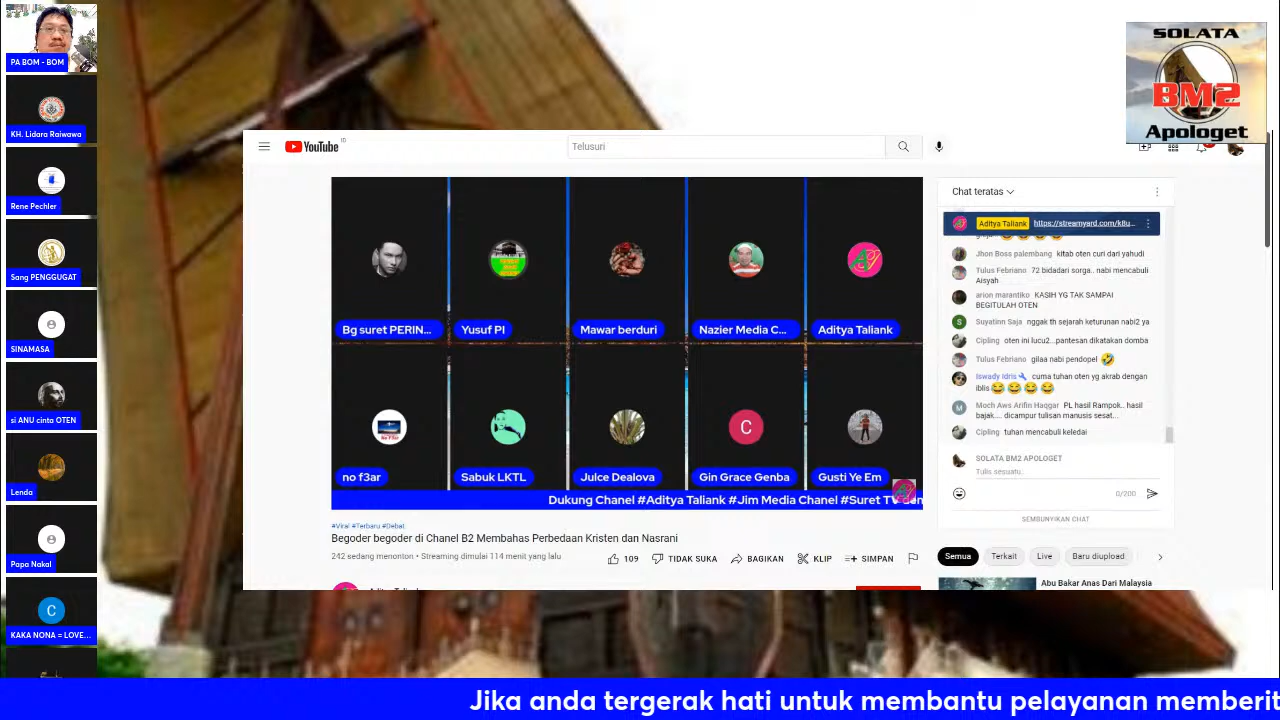 PA BOM - BOM
KH. Lidara Raiwawa
Rene Pechler
Sang PENGGUGAT
SINAMASA
si ANU cinta OTEN
Lenda
Papa Nakal
C
KAKA NONA = LOVE...
SOLATA
BM2
Apologet
YouTube
ID
Telusuri
Bg suret PERIN...
Yusuf PI
Mawar berduri
Nazier Media C...
Aditya Taliank
no f3ar
Sabuk LKTL
Julce Dealova
C
Gin Grace Genba
Gusti Ye Em
Dukung Chanel #Aditya Taliank #Jim Media Chanel #Suret TV
#Viral #Terbaru #Debat
Begoder begoder di Chanel B2 Membahas Perbedaan Kristen dan Nasrani
242 sedang menonton • Streaming dimulai 114 menit yang lalu
109
TIDAK SUKA
BAGIKAN
KLIP
SIMPAN
Chat teratas
Aditya Taliank https://streamyard.com/k8u...
Jhon Boss palembang kitab oten curi dari yahudi
Tulus Febriano 72 bidadari sorga.. nabi mencabuli
Aisyah
arion marantiko KASIH YG TAK SAMPAI
BEGITULAH OTEN
S
Suyatinn Saja nggak th sejarah keturunan nabi2 ya
Cipling oten ini lucu2...pantesan dikatakan domba
Tulus Febriano gilaa nabi pendopel
Iswady Idris cuma tuhan oten yg akrab dengan
iblis
M
Moch Aws Arifin Haqgar PL hasil Rampok.. hasil
bajak.... dicampur tulisan manusis sesat...
Cipling tuhan mencabuli keledai
SOLATA BM2 APOLOGET
Tulis sesuatu...
0/200
SEMBUNYIKAN CHAT
Semua
Terkait
Live
Baru diupload
Abu Bakar Anas Dari Malaysia
Jika anda tergerak hati untuk membantu pelayanan memberit